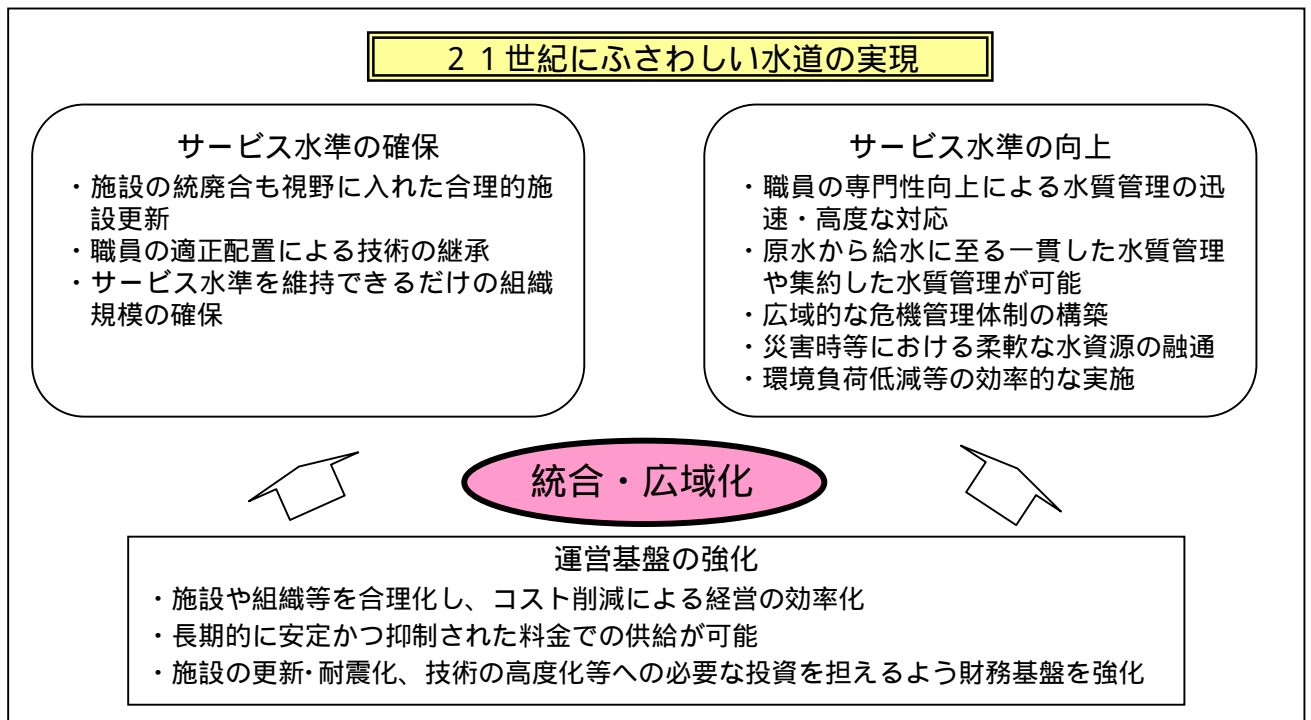 ２１世紀にふさわしい水道の実現
サービス水準の確保
・施設の統廃合も視野に入れた合理的施
設更新
・職員の適正配置による技術の継承
・サービス水準を維持できるだけの組織
規模の確保
サービス水準の向上
・職員の専門性向上による水質管理の迅
速・高度な対応
・原水から給水に至る一貫した水質管理
や集約した水質管理が可能
・広域的な危機管理体制の構築
・災害時等における柔軟な水資源の融通
・環境負荷低減等の効率的な実施
統合・広域化
運営基盤の強化
・施設や組織等を合理化し、コスト削減による経営の効率化
・長期的に安定かつ抑制された料金での供給が可能
・施設の更新・耐震化、技術の高度化等への必要な投資を担えるよう財務基盤を強化